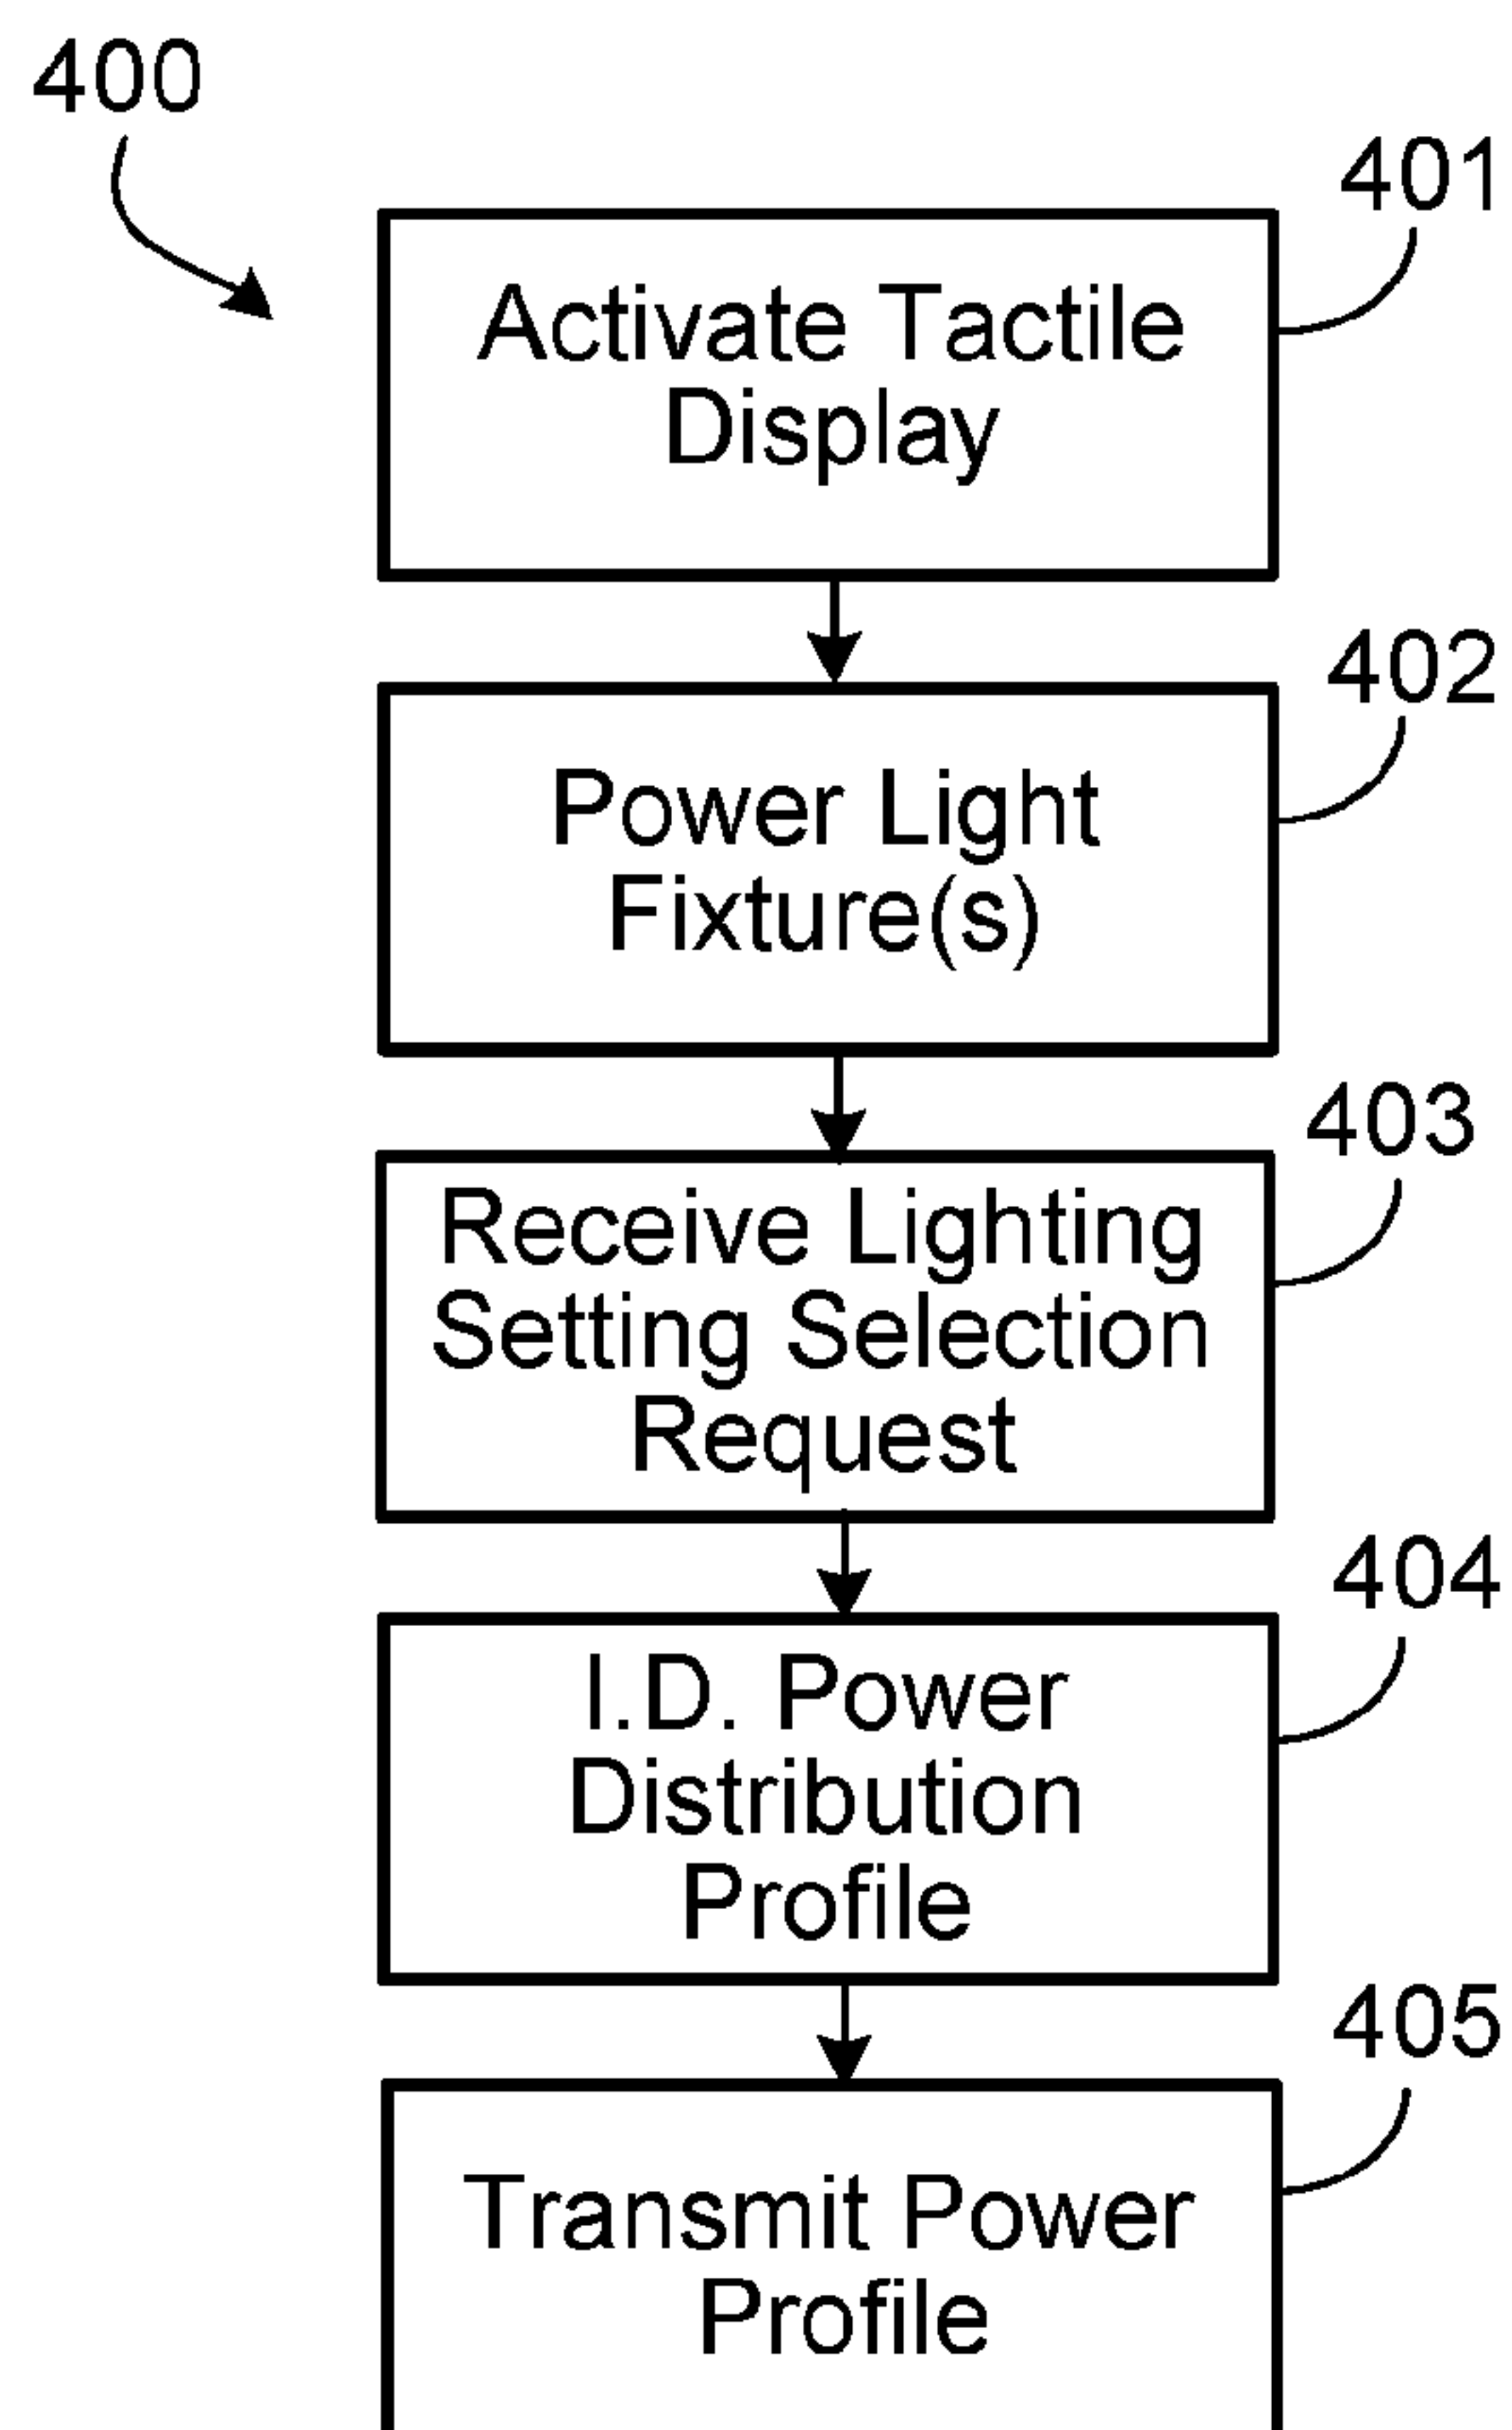 400
401
Activate Tactile
Display
402
Power Light
Fixture(s)
403
Receive Lighting
Setting Selection
Request
404
I.D. Power
Distribution
Profile
405
Transmit Power
Profile